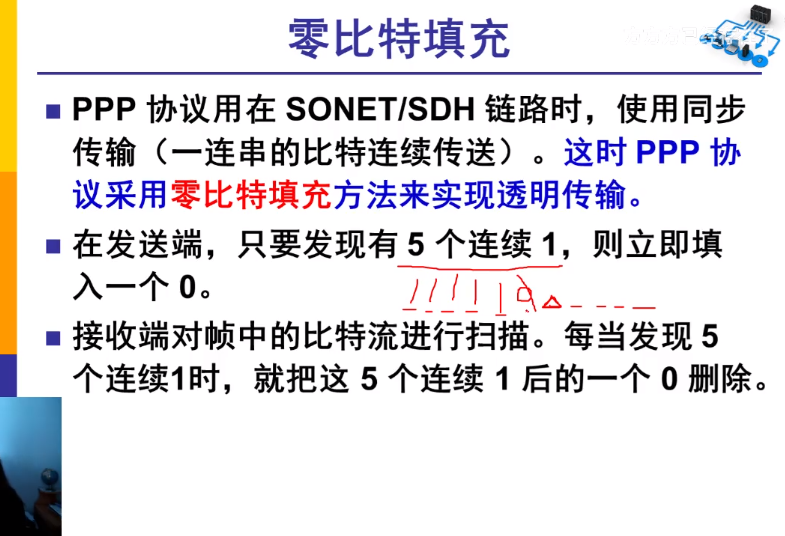 零比特填充
PPP 协议用在 SONET/SDH 链路时，使用同步
传输（一连串的比特连续传送）。这时 PPP 协
议采用零比特填充方法来实现透明传输。
在发送端，只要发现有 5 个连续 1，则立即填
入一个 0。
11111 0
接收端对帧中的比特流进行扫描。每当发现 5
个连续1时，就把这 5 个连续 1 后的一个 0 删除。